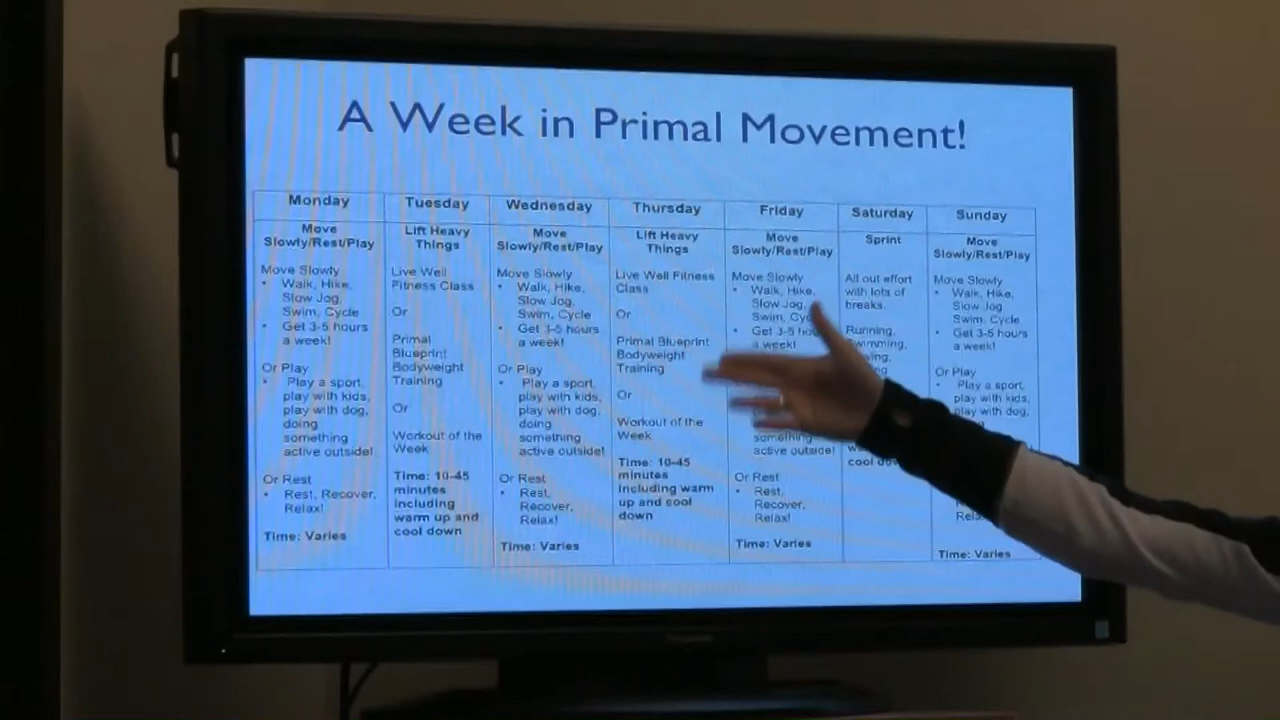 A Week in Primal Movement!
Monday
Tuesday
Wednesday
Thursday
Friday
Saturday
Sunday
Move
Slowly/Rest/Play
Move Slowly
• Walk, Hike,
Slow Jog,
Swim, Cycle
• Get 3-5 hours
a week!
Or Play
• Play a sport,
play with kids,
play with dog,
doing
something
active outside!
Or Rest
• Rest, Recover,
Relax!
Time: Varies
Lift Heavy
Things
Live Well
Fitness Class
Or
Primal
Blueprint
Bodyweight
Training
Or
Workout of the
Week
Time: 10-45
minutes
including
warm up and
cool down
Move
Slowly/Rest/Play
Move Slowly
• Walk, Hike,
Slow Jog,
Swim, Cycle
• Get 3-5 hours
a week!
Or Play
• Play a sport,
play with kids,
play with dog,
doing
something
active outside!
Or Rest
• Rest,
Recover,
Relax!
Time: Varies
Lift Heavy
Things
Live Well Fitness
Class
Or
Primal Blueprint
Bodyweight
Training
Or
Workout of the
Week
Time: 10-45
minutes
including warm
up and cool
down
Move
Slowly/Rest/Play
Move Slowly
• Walk, Hike,
Slow Jog,
Swim,
• Get 3-5
a week!
something
active outside!
Or Rest
• Rest,
Recover,
Relax!
Time: Varies
Sprint
All out effort
with lots of
breaks.
Running,
cool
Move
Slowly/Rest/Play
Move Slowly
• Walk, Hike,
Slow Jog
Swim, Cycle
• Get 3-5 hours
a week!
Or Play
• Play a sport,
play with kids,
play with dog,
Time: Varies